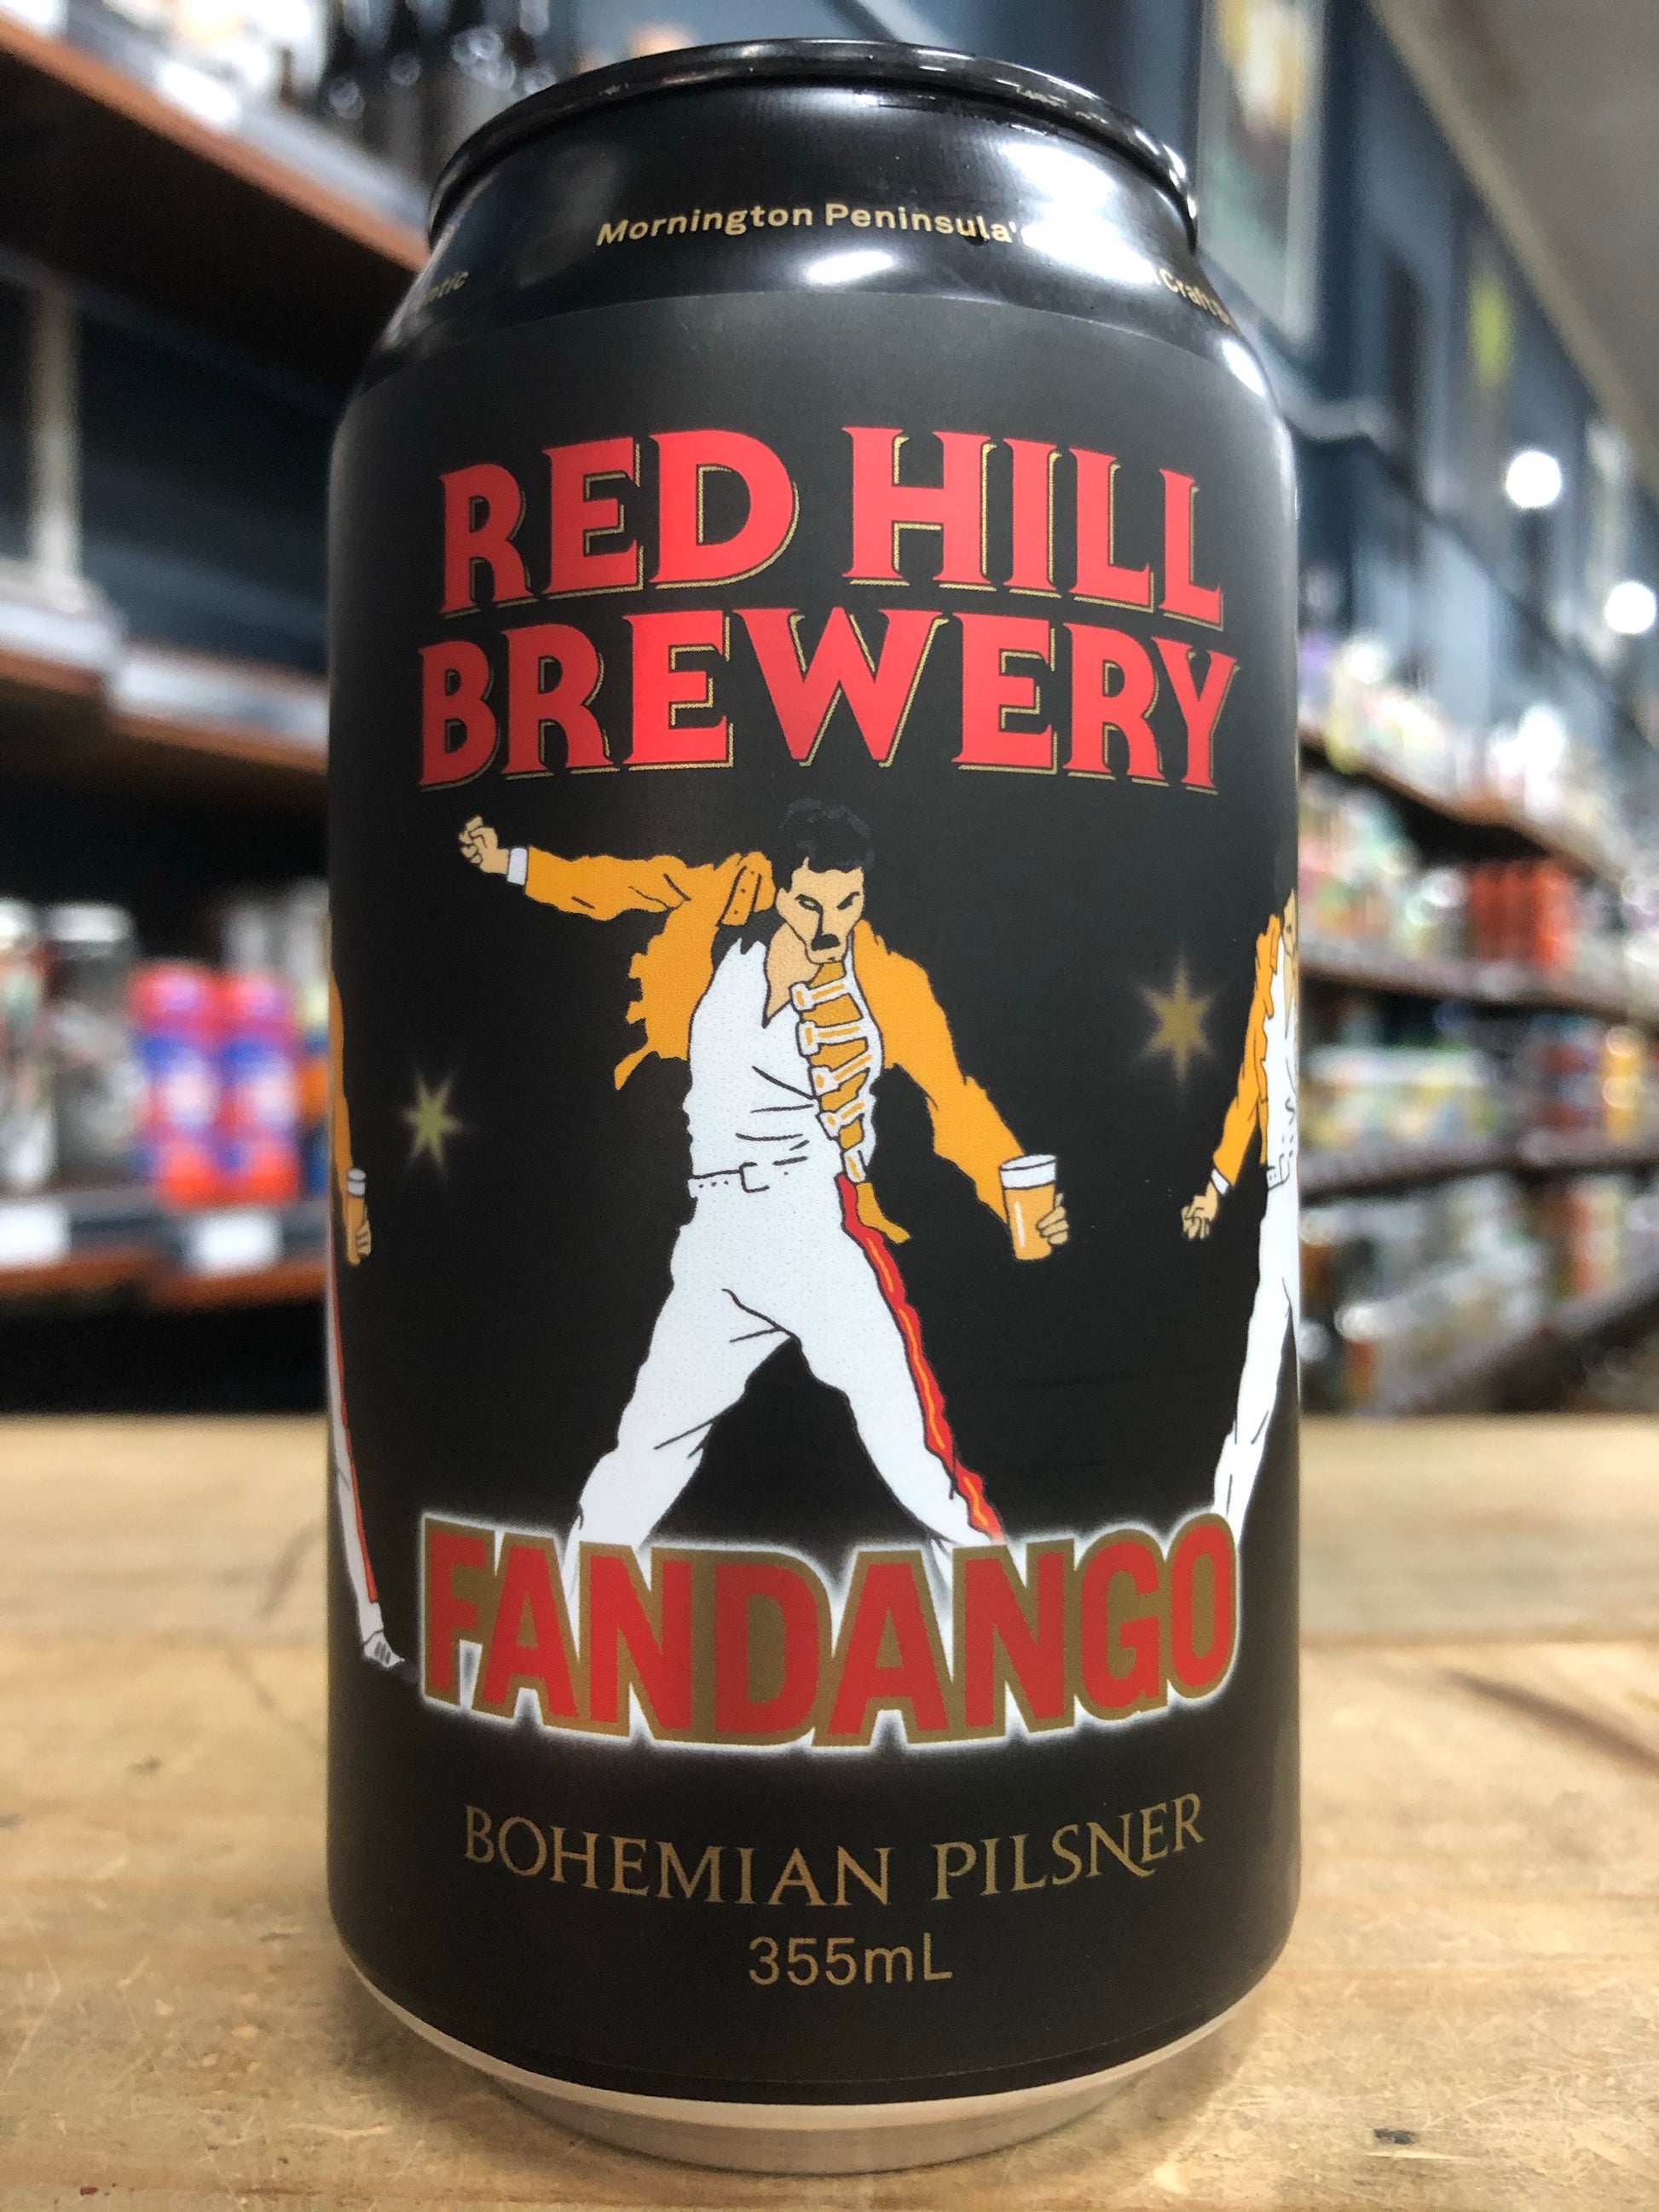 Mornington Peninsula's
RED HILL
BREWERY
FANDANGO
BOHEMIAN PILSNER
355mL